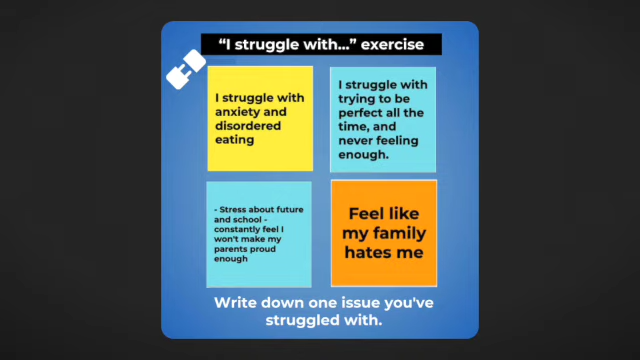 “I struggle with...” exercise
I struggle with
anxiety and
disordered
eating
I struggle with
trying to be
perfect all the
time, and
never feeling
enough.
- Stress about future
and school -
constantly feel I
won't make my
parents proud
enough
Feel like
my family
hates me
Write down one issue you've
struggled with.